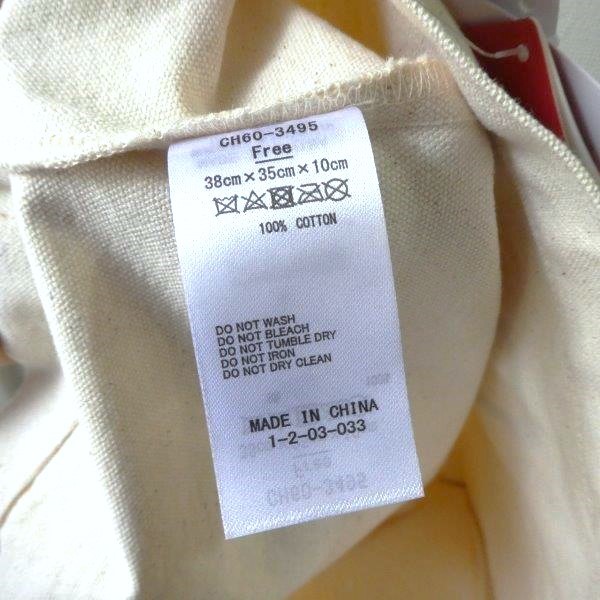 CH60-3495
Free
38cm×35cm×10cm
100% COTTON
DO NOT WASH
DO NOT BLEACH
DO NOT TUMBLE DRY
DO NOT IRON
DO NOT DRY CLEAN
MADE IN CHINA
1-2-03-033